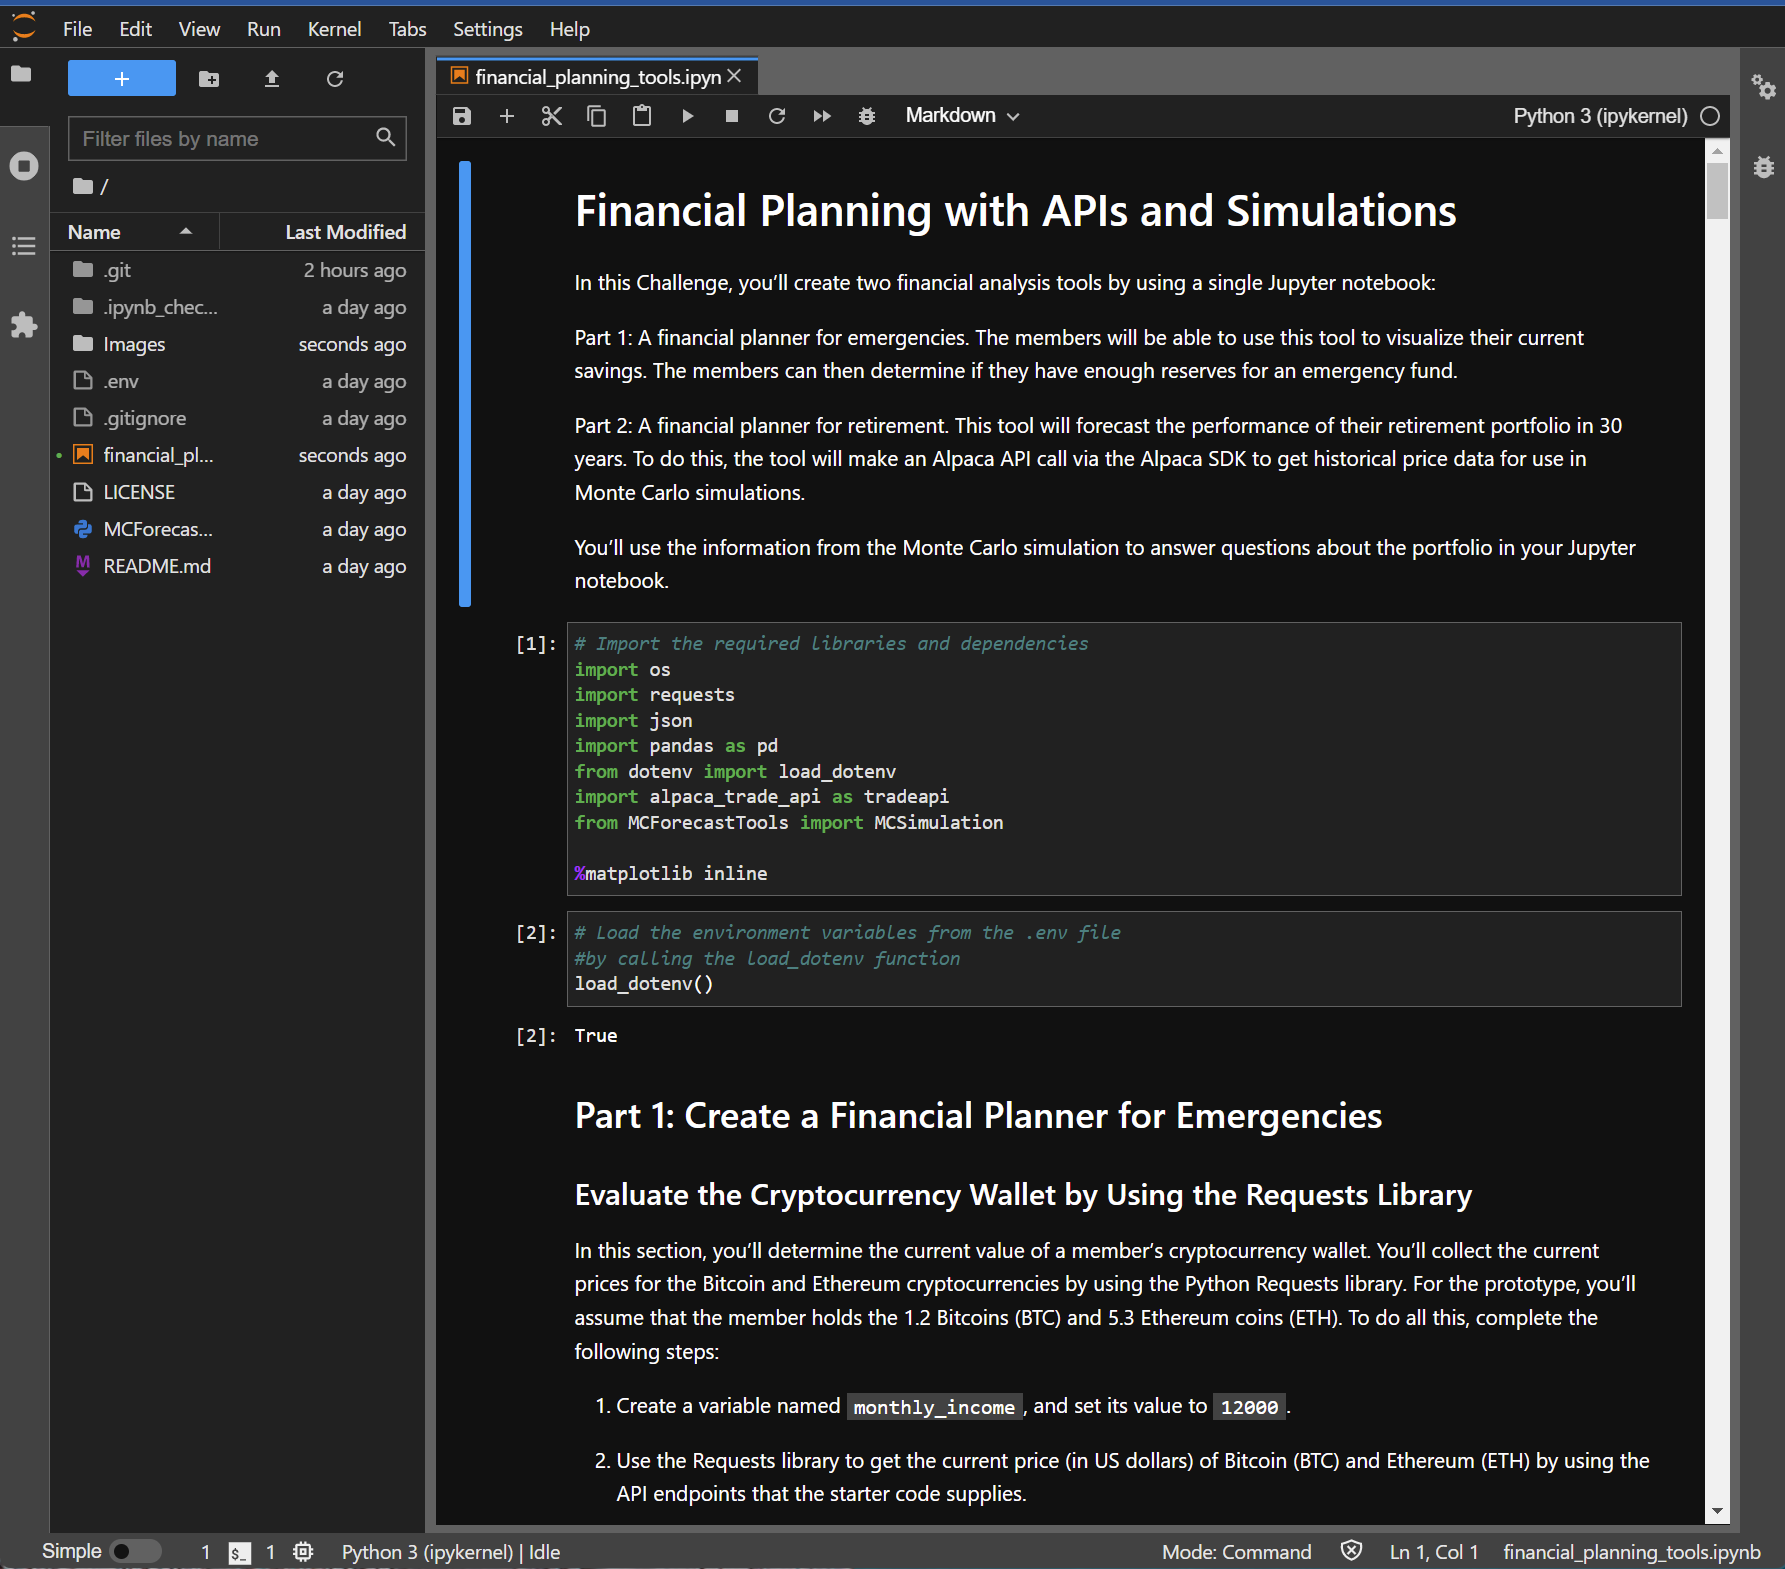 File Edit View Run Kernel Tabs Settings Help
+
financial_planning_tools.ipyn
Markdown
Python 3 (ipykernel)
Filter files by name
/
Name Last Modified
.git 2 hours ago
.ipynb_chec... a day ago
Images seconds ago
.env a day ago
.gitignore a day ago
financial_pl... seconds ago
LICENSE a day ago
MCForecas... a day ago
README.md a day ago
Financial Planning with APIs and Simulations
In this Challenge, you’ll create two financial analysis tools by using a single Jupyter notebook:
Part 1: A financial planner for emergencies. The members will be able to use this tool to visualize their current
savings. The members can then determine if they have enough reserves for an emergency fund.
Part 2: A financial planner for retirement. This tool will forecast the performance of their retirement portfolio in 30
years. To do this, the tool will make an Alpaca API call via the Alpaca SDK to get historical price data for use in
Monte Carlo simulations.
You’ll use the information from the Monte Carlo simulation to answer questions about the portfolio in your Jupyter
notebook.
[1]: # Import the required libraries and dependencies
import os
import requests
import json
import pandas as pd
from dotenv import load_dotenv
import alpaca_trade_api as tradeapi
from MCForecastTools import MCSimulation
%matplotlib inline
[2]: # Load the environment variables from the .env file
#by calling the load_dotenv function
load_dotenv()
[2]: True
Part 1: Create a Financial Planner for Emergencies
Evaluate the Cryptocurrency Wallet by Using the Requests Library
In this section, you’ll determine the current value of a member’s cryptocurrency wallet. You’ll collect the current
prices for the Bitcoin and Ethereum cryptocurrencies by using the Python Requests library. For the prototype, you’ll
assume that the member holds the 1.2 Bitcoins (BTC) and 5.3 Ethereum coins (ETH). To do all this, complete the
following steps:
1. Create a variable named monthly_income, and set its value to 12000.
2. Use the Requests library to get the current price (in US dollars) of Bitcoin (BTC) and Ethereum (ETH) by using the
API endpoints that the starter code supplies.
Simple 1 $_ 1 Python 3 (ipykernel) | Idle Mode: Command Ln 1, Col 1 financial_planning_tools.ipynb